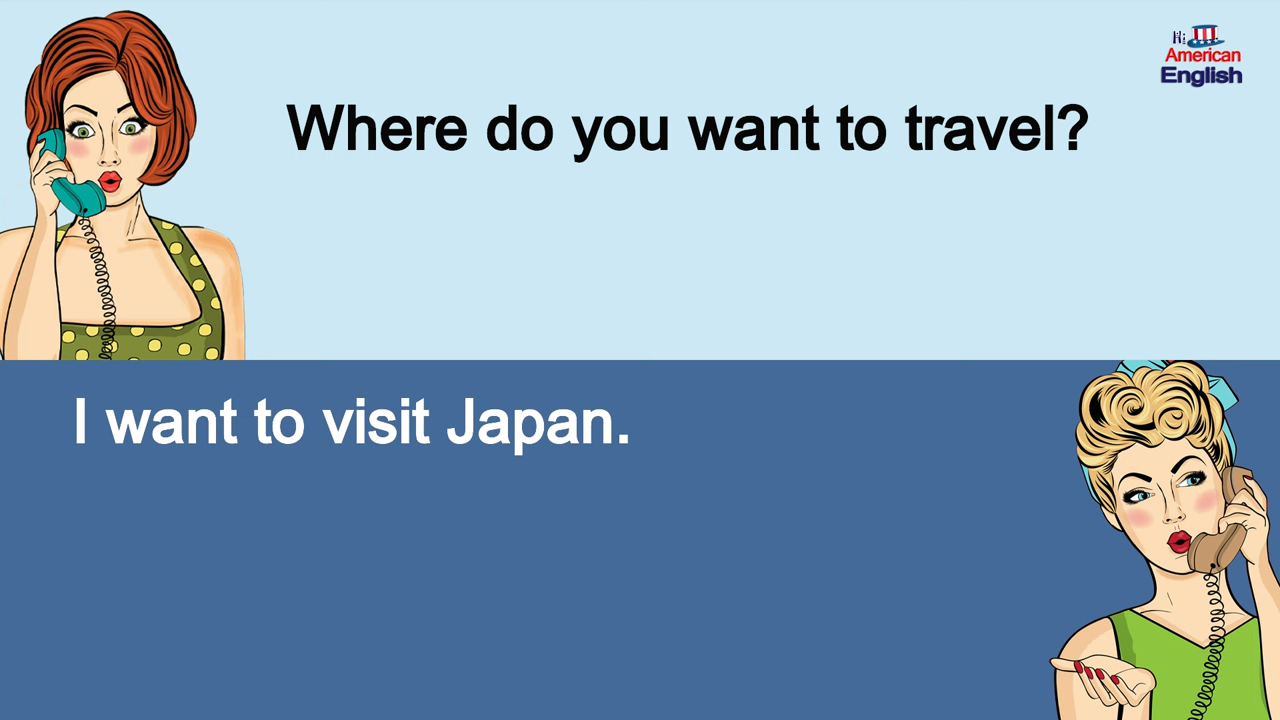 Hi
American
English
Where do you want to travel?
I want to visit Japan.